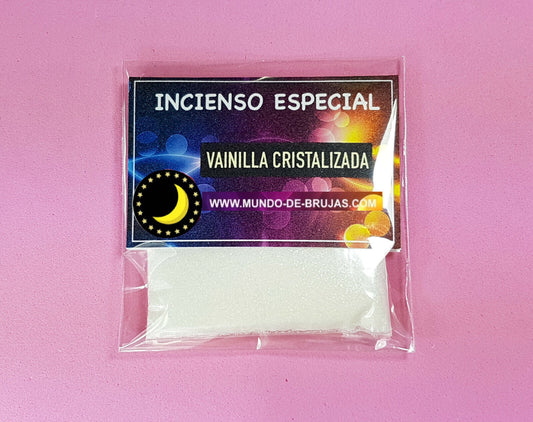 INCIENSO ESPECIAL
VAINILLA CRISTALIZADA
WWW.MUNDO-DE-BRUJAS.COM